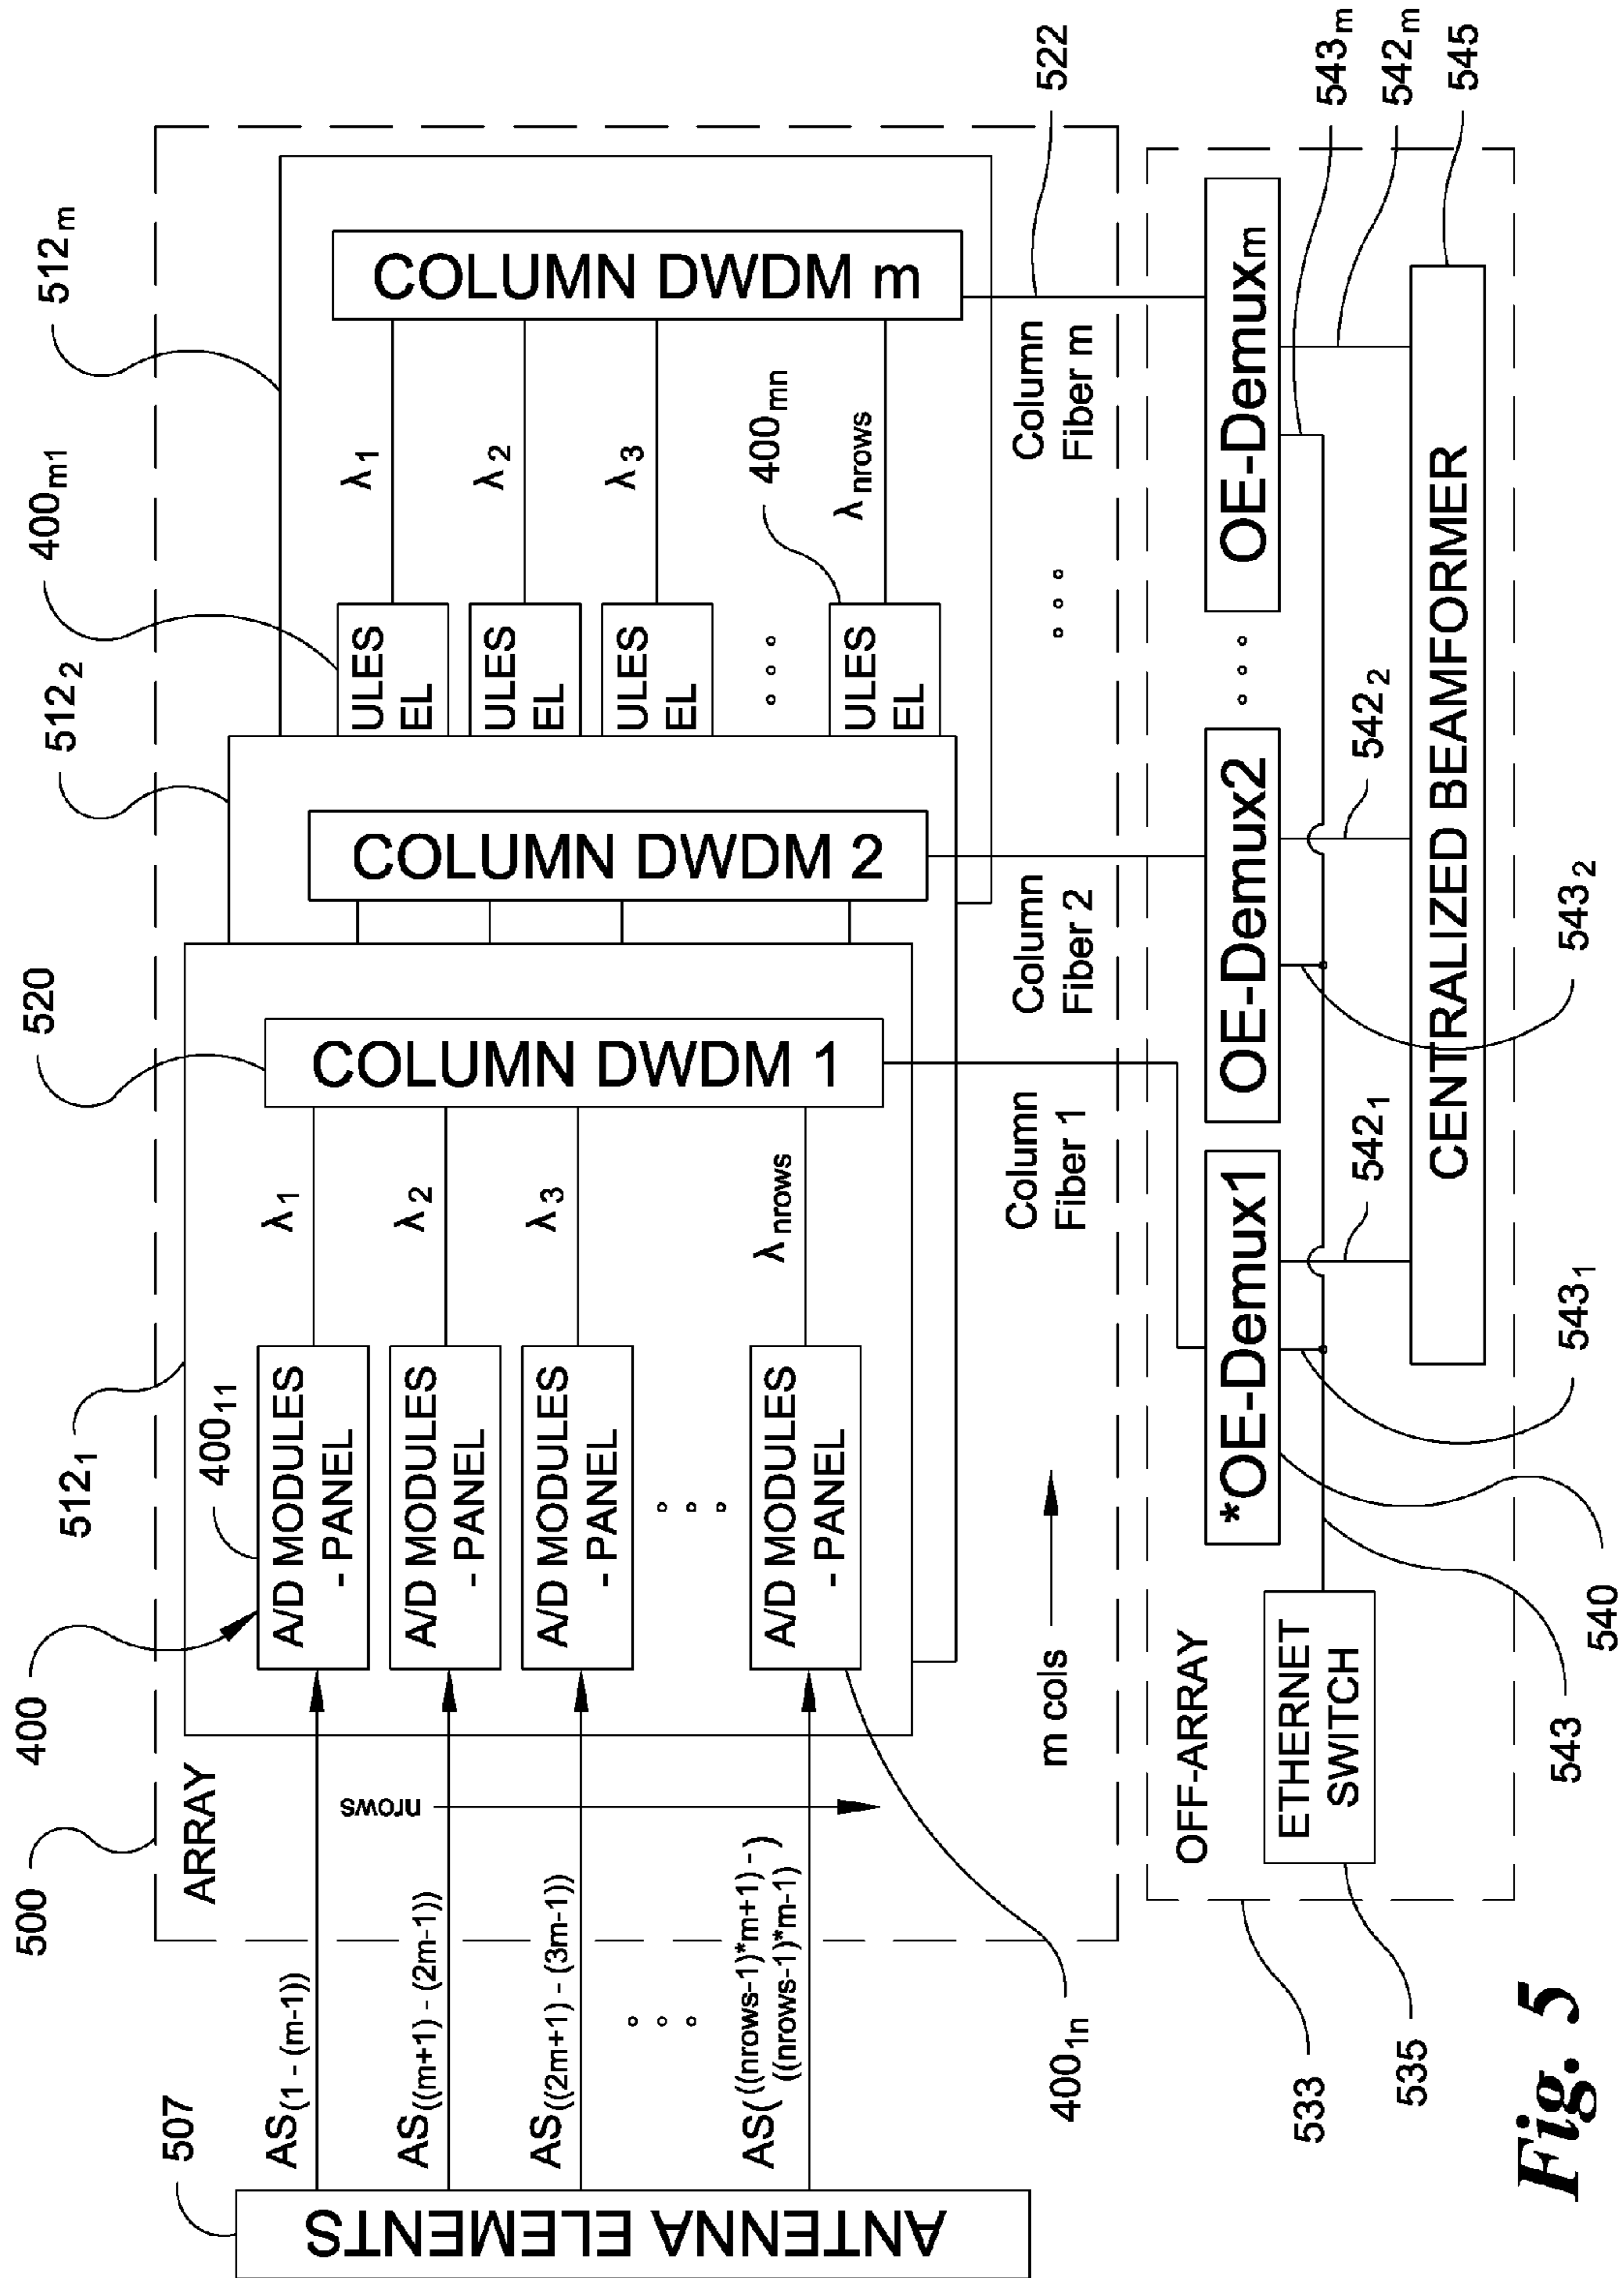 500
400
520
512₂
400ₘ₁
512ₘ
512₁
400₁₁
507
ARRAY
ANTENNA ELEMENTS
AS(1 - (m-1))
AS((m+1) - (2m-1))
AS((2m+1) - (3m-1))
AS(((nrows-1)*m+1) -
((nrows-1)*m-1))
nrows
A/D MODULES
- PANEL
A/D MODULES
- PANEL
A/D MODULES
- PANEL
A/D MODULES
- PANEL
λ₁
λ₂
λ₃
λ nrows
COLUMN DWDM 1
COLUMN DWDM 2
ULES
EL
ULES
EL
ULES
EL
ULES
EL
400ₘₙ
λ₁
λ₂
λ₃
λ nrows
COLUMN DWDM m
400₁ₙ
m cols
Column
Fiber 1
Column
Fiber 2
Column
Fiber m
522
OFF-ARRAY
ETHERNET
SWITCH
*OE-Demux1
OE-Demux2
OE-Demuxₘ
542₁
542₂
CENTRALIZED BEAMFORMER
543ₘ
542ₘ
545
533
535
543
540
543₁
543₂
Fig. 5